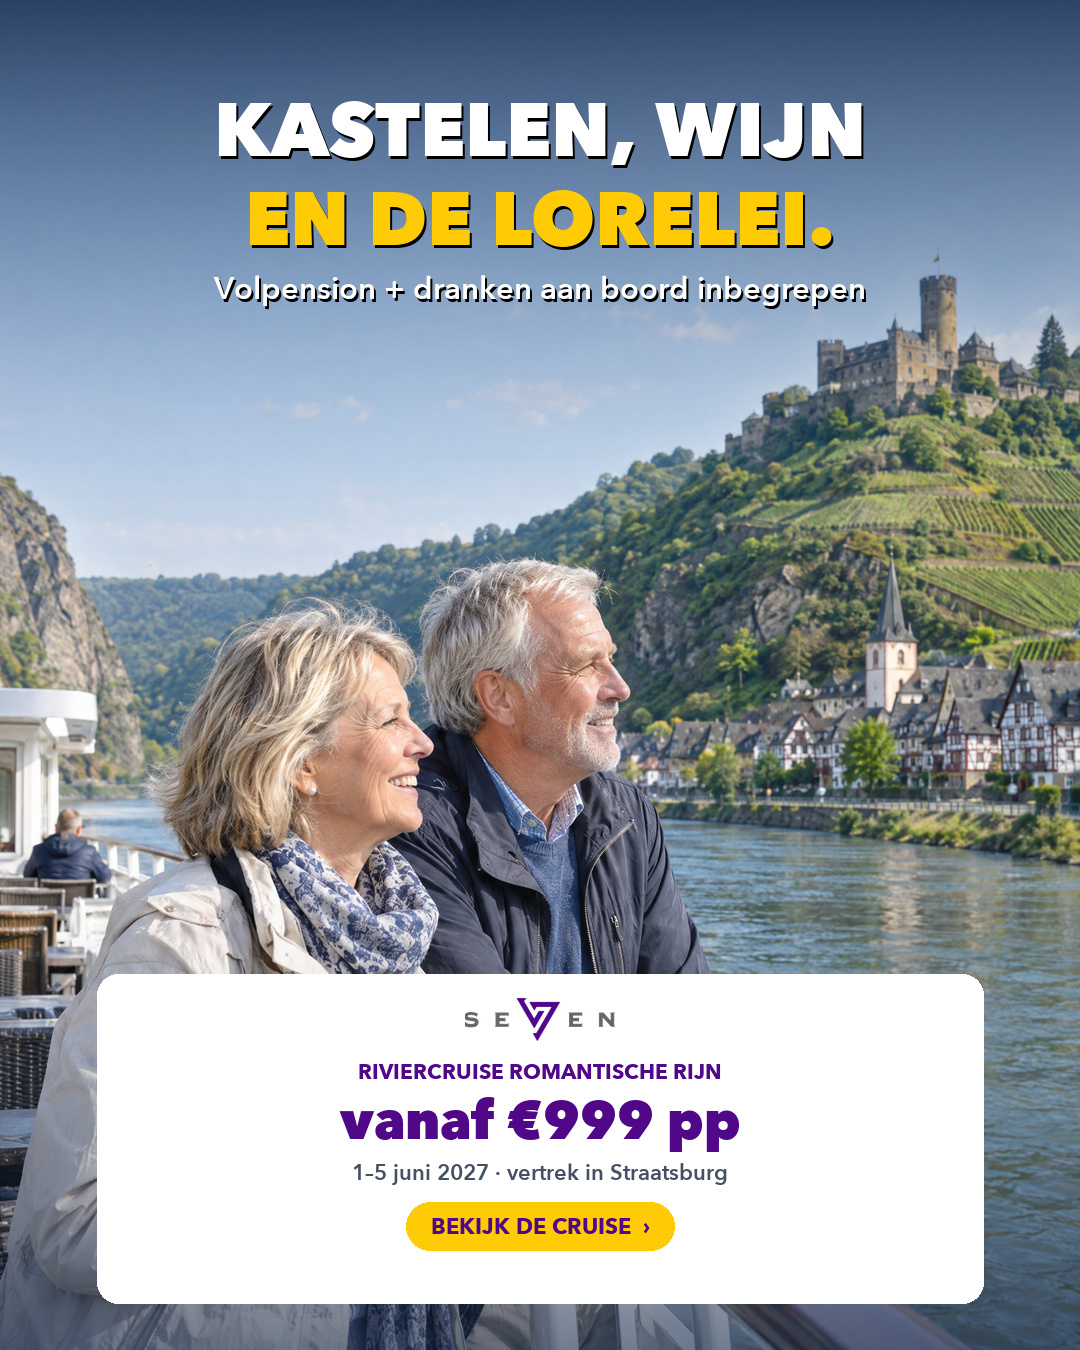 KASTELEN, WIJN
EN DE LORELEI.
Volpension + dranken aan boord inbegrepen
SEVEN
RIVIERCRUISE ROMANTISCHE RIJN
vanaf €999 pp
1–5 juni 2027 · vertrek in Straatsburg
BEKIJK DE CRUISE ›